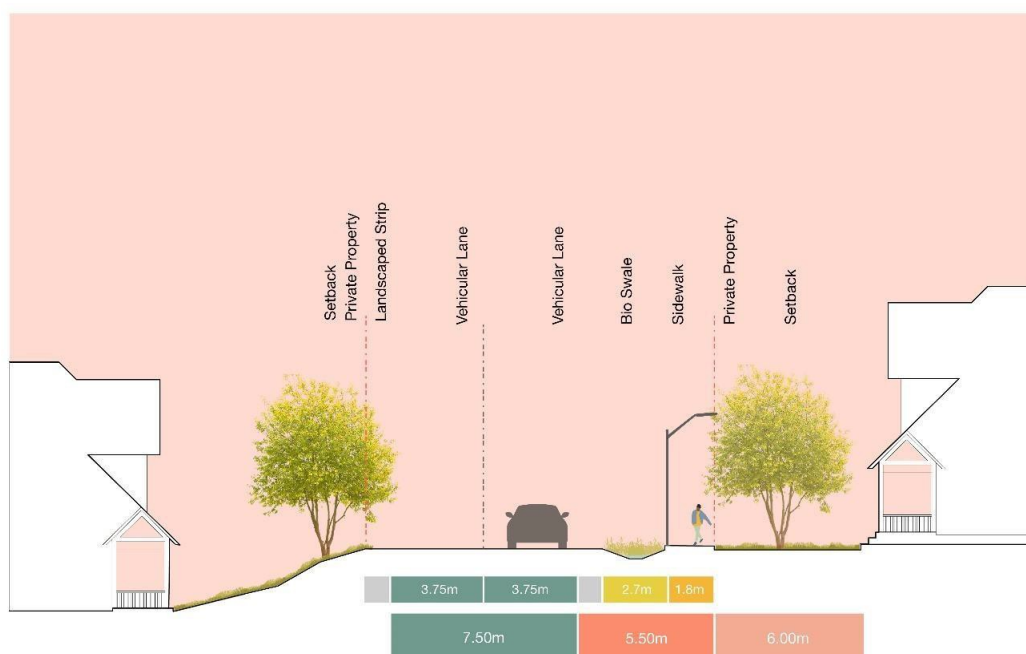 Setback
Private Property
Landscaped Strip
Vehicular Lane
Vehicular Lane
Bio Swale
Sidewalk
Private Property
Setback
3.75m
3.75m
2.7m
1.8m
7.50m
5.50m
6.00m